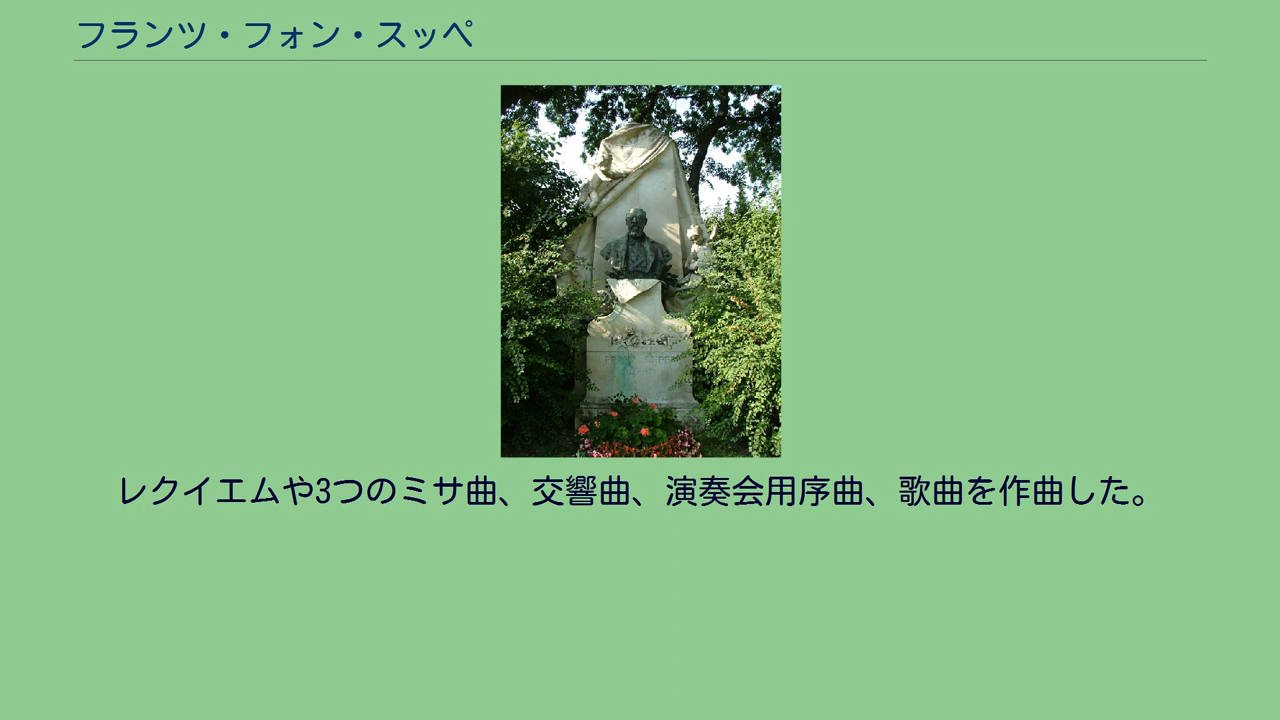 フランツ・フォン・スッペ
レクイエムや3つのミサ曲、交響曲、演奏会用序曲、歌曲を作曲した。